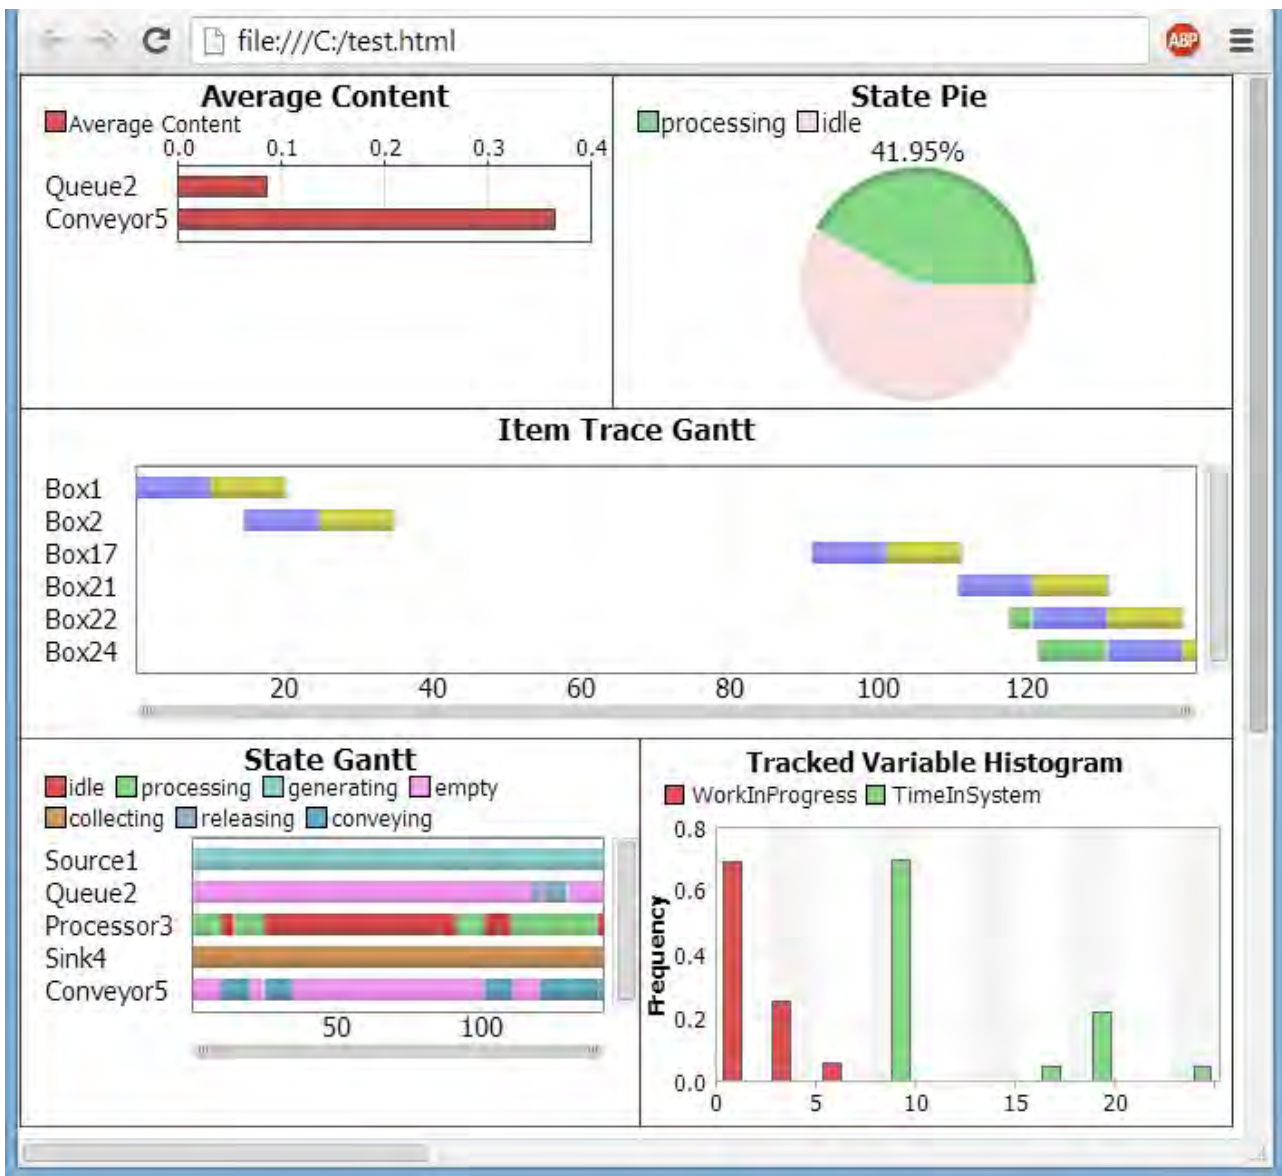 file:///C:/test.html
ABP
Average Content
Average Content
0.0 0.1 0.2 0.3 0.4
Queue2
Conveyor5
State Pie
processing idle
41.95%
Item Trace Gantt
Box1
Box2
Box17
Box21
Box22
Box24
20 40 60 80 100 120
State Gantt
idle processing generating empty
collecting releasing conveying
Source1
Queue2
Processor3
Sink4
Conveyor5
50 100
Tracked Variable Histogram
WorkInProgress TimeInSystem
Frequency
0.8
0.6
0.4
0.2
0.0
0 5 10 15 20